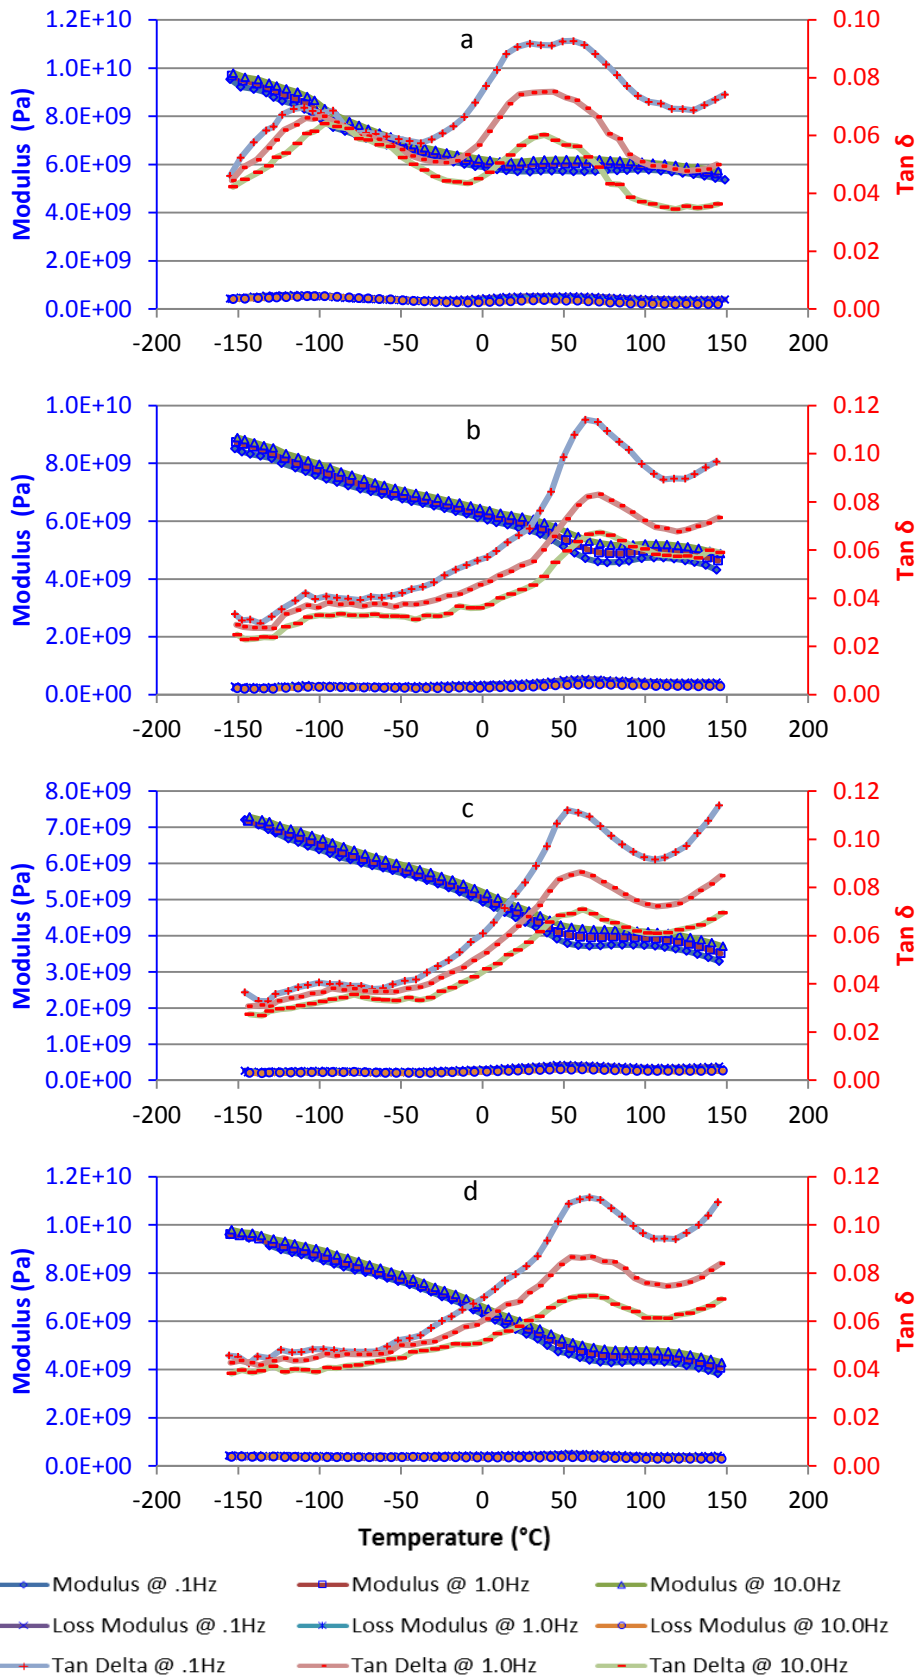 a
1.2E+10
1.0E+10
8.0E+09
6.0E+09
4.0E+09
2.0E+09
0.0E+00
Modulus (Pa)
0.10
0.08
0.06
0.04
0.02
0.00
Tan δ
-200 -150 -100 -50 0 50 100 150 200
b
1.0E+10
8.0E+09
6.0E+09
4.0E+09
2.0E+09
0.0E+00
Modulus (Pa)
0.12
0.10
0.08
0.06
0.04
0.02
0.00
Tan δ
-200 -150 -100 -50 0 50 100 150 200
c
8.0E+09
7.0E+09
6.0E+09
5.0E+09
4.0E+09
3.0E+09
2.0E+09
1.0E+09
0.0E+00
Modulus (Pa)
0.12
0.10
0.08
0.06
0.04
0.02
0.00
Tan δ
-200 -150 -100 -50 0 50 100 150 200
d
1.2E+10
1.0E+10
8.0E+09
6.0E+09
4.0E+09
2.0E+09
0.0E+00
Modulus (Pa)
0.12
0.10
0.08
0.06
0.04
0.02
0.00
Tan δ
-200 -150 -100 -50 0 50 100 150 200
Temperature (°C)
Modulus @ .1Hz Modulus @ 1.0Hz Modulus @ 10.0Hz
Loss Modulus @ .1Hz Loss Modulus @ 1.0Hz Loss Modulus @ 10.0Hz
Tan Delta @ .1Hz Tan Delta @ 1.0Hz Tan Delta @ 10.0Hz